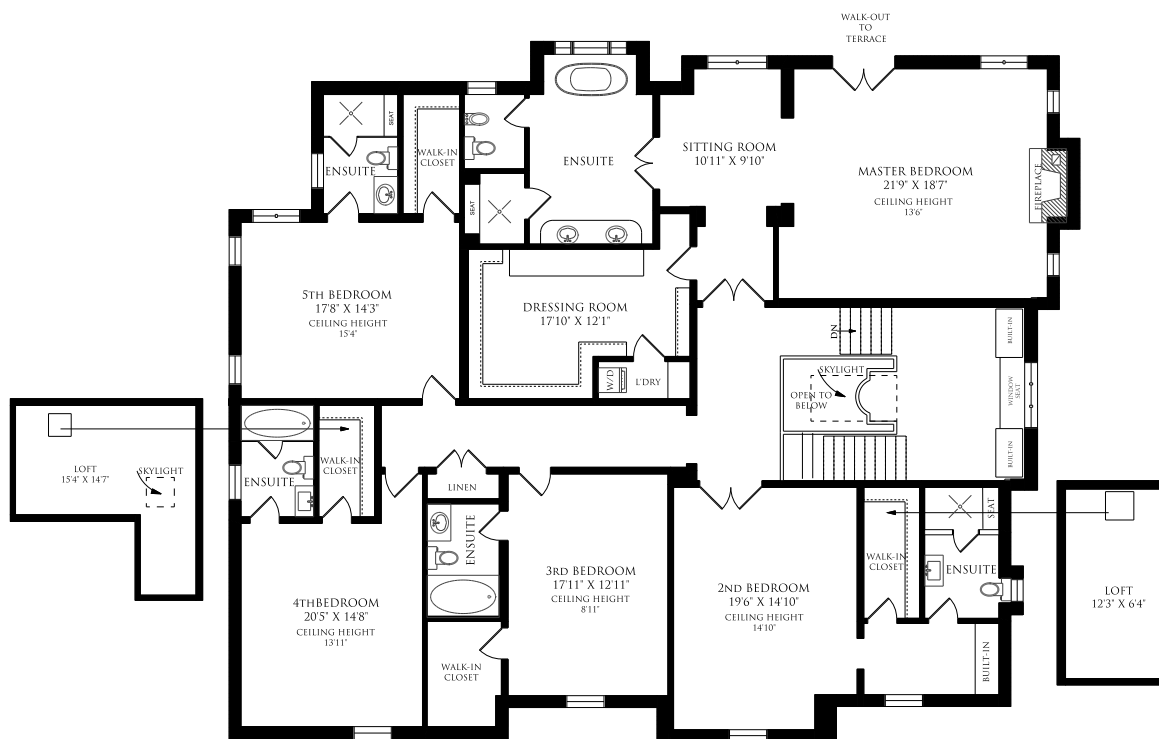 WALK-OUT
TO
TERRACE
SEAT
WALK-IN
CLOSET
ENSUITE
ENSUITE
SITTING ROOM
10'11" X 9'10"
MASTER BEDROOM
21'9" X 18'7"
CEILING HEIGHT
13'6"
FIREPLACE
SEAT
5TH BEDROOM
17'8" X 14'3"
CEILING HEIGHT
15'4"
DRESSING ROOM
17'10" X 12'1"
W/D
L'DRY
DN
SKYLIGHT
OPEN TO
BELOW
BUILT-IN
WINDOW
SEAT
BUILT-IN
LOFT
15'4" X 14'7"
SKYLIGHT
ENSUITE
WALK-IN
CLOSET
LINEN
ENSUITE
3RD BEDROOM
17'11" X 12'11"
CEILING HEIGHT
8'11"
2ND BEDROOM
19'6" X 14'10"
CEILING HEIGHT
14'10"
WALK-IN
CLOSET
SEAT
ENSUITE
LOFT
12'3" X 6'4"
4THBEDROOM
20'5" X 14'8"
CEILING HEIGHT
13'11"
WALK-IN
CLOSET
BUILT-IN